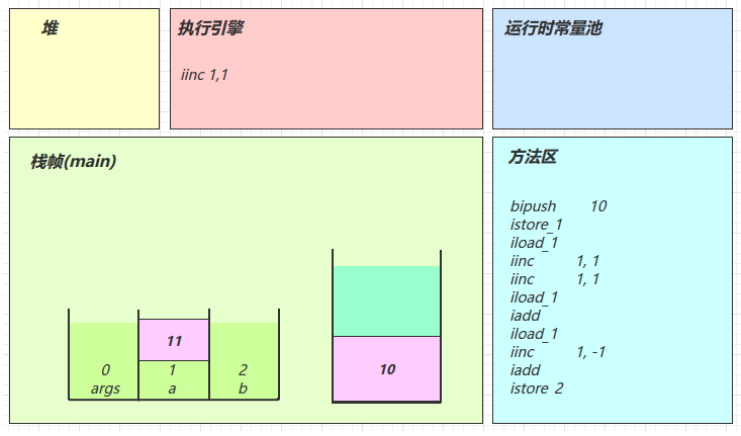 堆
执行引擎
iinc 1,1
运行时常量池
栈帧(main)
11
0 1 2
args a b
10
方法区
bipush 10
istore_1
iload_1
iinc 1, 1
iinc 1, 1
iload_1
iadd
iload_1
iinc 1, -1
iadd
istore 2